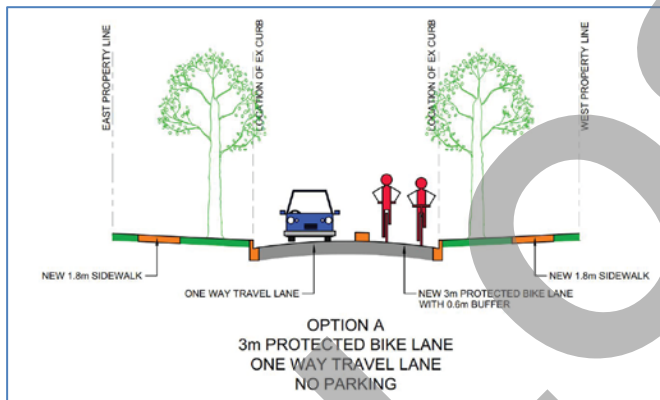 EAST PROPERTY LINE
LOCATION OF EX CURB
LOCATION OF EX CURB
WEST PROPERTY LINE
NEW 1.8m SIDEWALK
ONE WAY TRAVEL LANE
NEW 3m PROTECTED BIKE LANE
WITH 0.6m BUFFER
NEW 1.8m SIDEWALK
OPTION A
3m PROTECTED BIKE LANE
ONE WAY TRAVEL LANE
NO PARKING